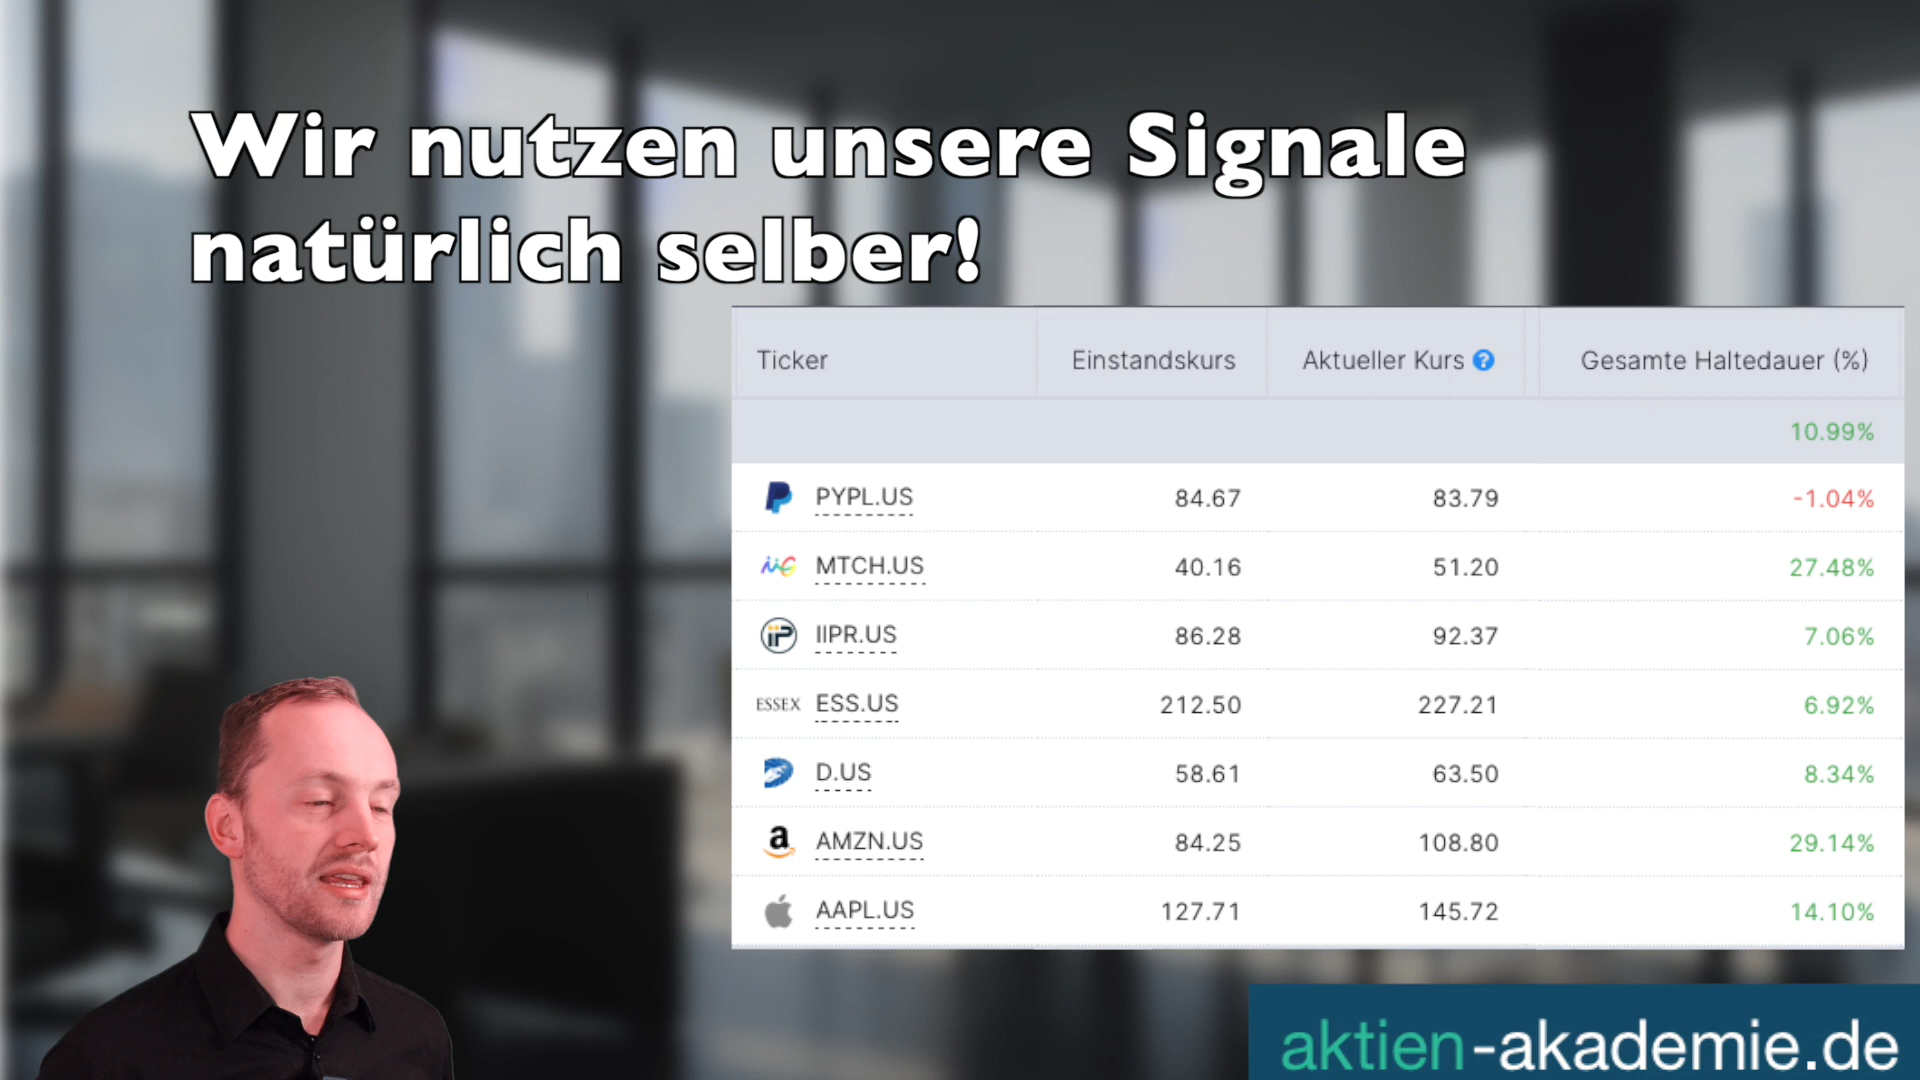 Wir nutzen unsere Signale
natürlich selber!
Ticker Einstandskurs Aktueller Kurs ? Gesamte Haltedauer (%)
10.99%
PYPL.US 84.67 83.79 -1.04%
MTCH.US 40.16 51.20 27.48%
iiP IIPR.US 86.28 92.37 7.06%
ESSEX ESS.US 212.50 227.21 6.92%
D.US 58.61 63.50 8.34%
a AMZN.US 84.25 108.80 29.14%
AAPL.US 127.71 145.72 14.10%
aktien-akademie.de